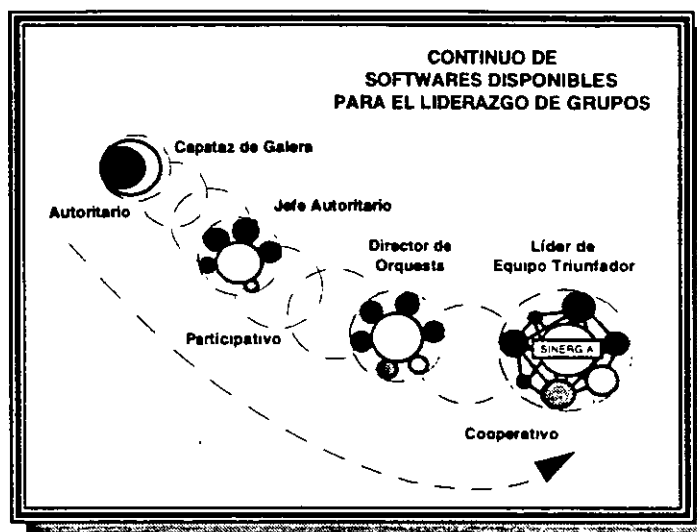 CONTINUO DE
SOFTWARES DISPONIBLES
PARA EL LIDERAZGO DE GRUPOS
Capataz de Galera
Autoritario
Jefe Autoritario
Director de
Orquesta
Líder de
Equipo Triunfador
Participativo
SINERGIA
Cooperativo